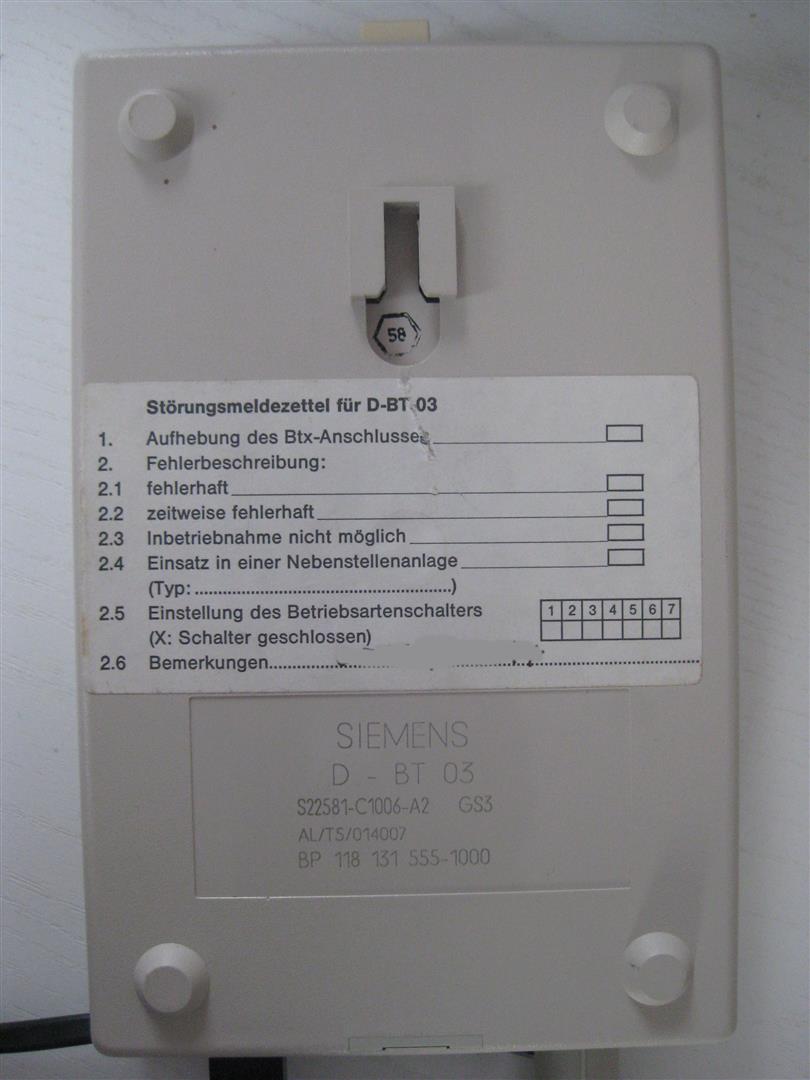 58
Störungsmeldezettel für D-BT 03
1. Aufhebung des Btx-Anschlusses
2. Fehlerbeschreibung:
2.1 fehlerhaft
2.2 zeitweise fehlerhaft
2.3 Inbetriebnahme nicht möglich
2.4 Einsatz in einer Nebenstellenanlage
(Typ:..................................................)
2.5 Einstellung des Betriebsartenschalters 1 2 3 4 5 6 7
(X: Schalter geschlossen)
2.6 Bemerkungen..................................................
SIEMENS
D - BT 03
S22581-C1006-A2 GS3
AL/TS/014007
BP 118 131 555-1000